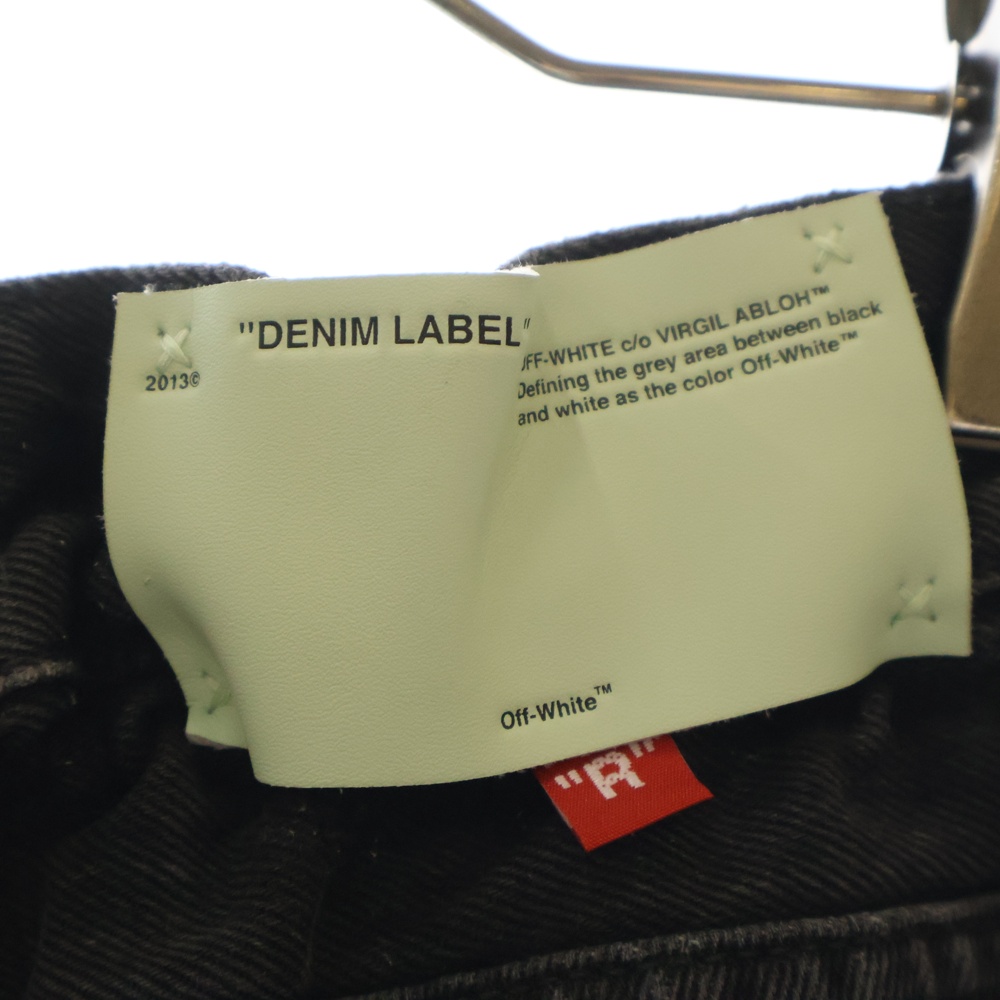 "DENIM LABEL"
2013©
OFF-WHITE c/o VIRGIL ABLOH™
Defining the grey area between black
and white as the color Off-White™
Off-White™
"R"